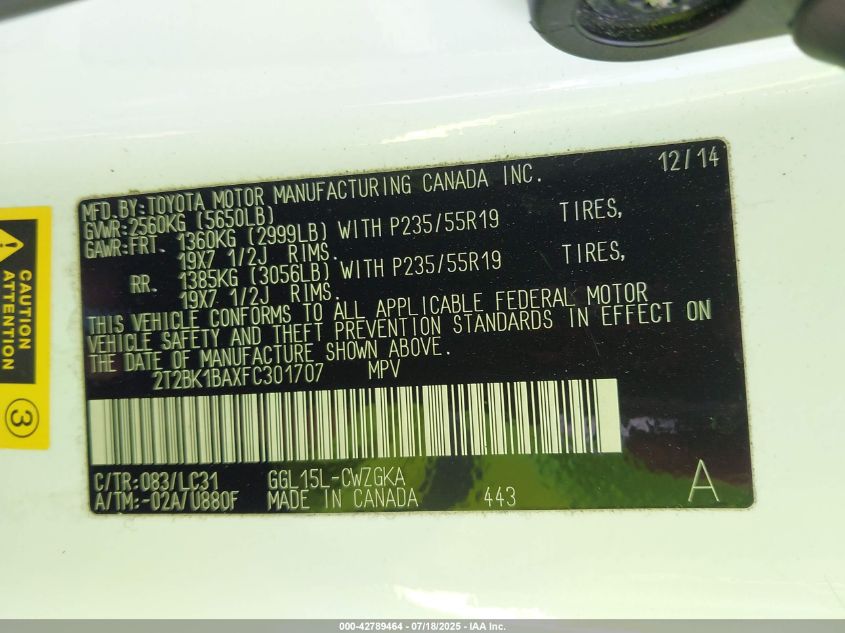 12/14
MFD.BY:TOYOTA MOTOR MANUFACTURING CANADA INC.
GVWR:2560KG (5650LB)
GAWR:FRT. 1360KG (2999LB) WITH P235/55R19 TIRES,
19X7 1/2J RIMS.
RR. 1385KG (3056LB) WITH P235/55R19 TIRES,
19X7 1/2J RIMS.
THIS VEHICLE CONFORMS TO ALL APPLICABLE FEDERAL MOTOR
VEHICLE SAFETY AND THEFT PREVENTION STANDARDS IN EFFECT ON
THE DATE OF MANUFACTURE SHOWN ABOVE.
2T2BK1BAXFC301707 MPV
C/TR:083/LC31 GGL15L-CWZGKA
A/TM:-02A/U880F MADE IN CANADA 443 A
CAUTION
ATTENTION
3
000-42789464 - 07/18/2025 - IAA Inc.